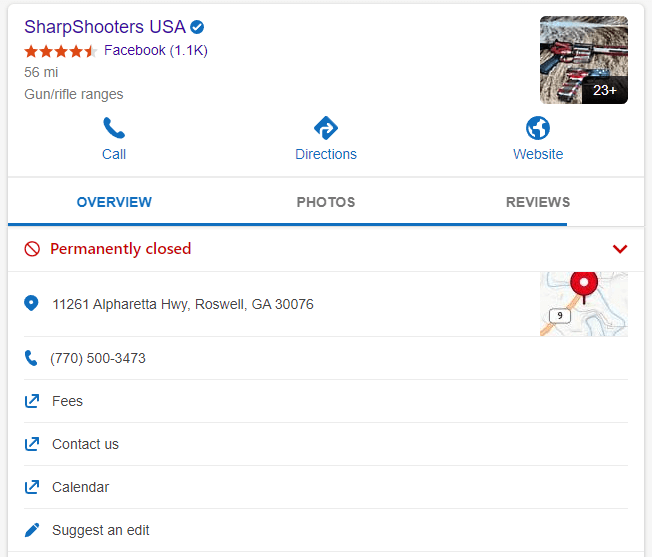 SharpShooters USA
Facebook (1.1K)
56 mi
Gun/rifle ranges
23+
Call
Directions
Website
OVERVIEW
PHOTOS
REVIEWS
Permanently closed
11261 Alpharetta Hwy, Roswell, GA 30076
9
(770) 500-3473
Fees
Contact us
Calendar
Suggest an edit